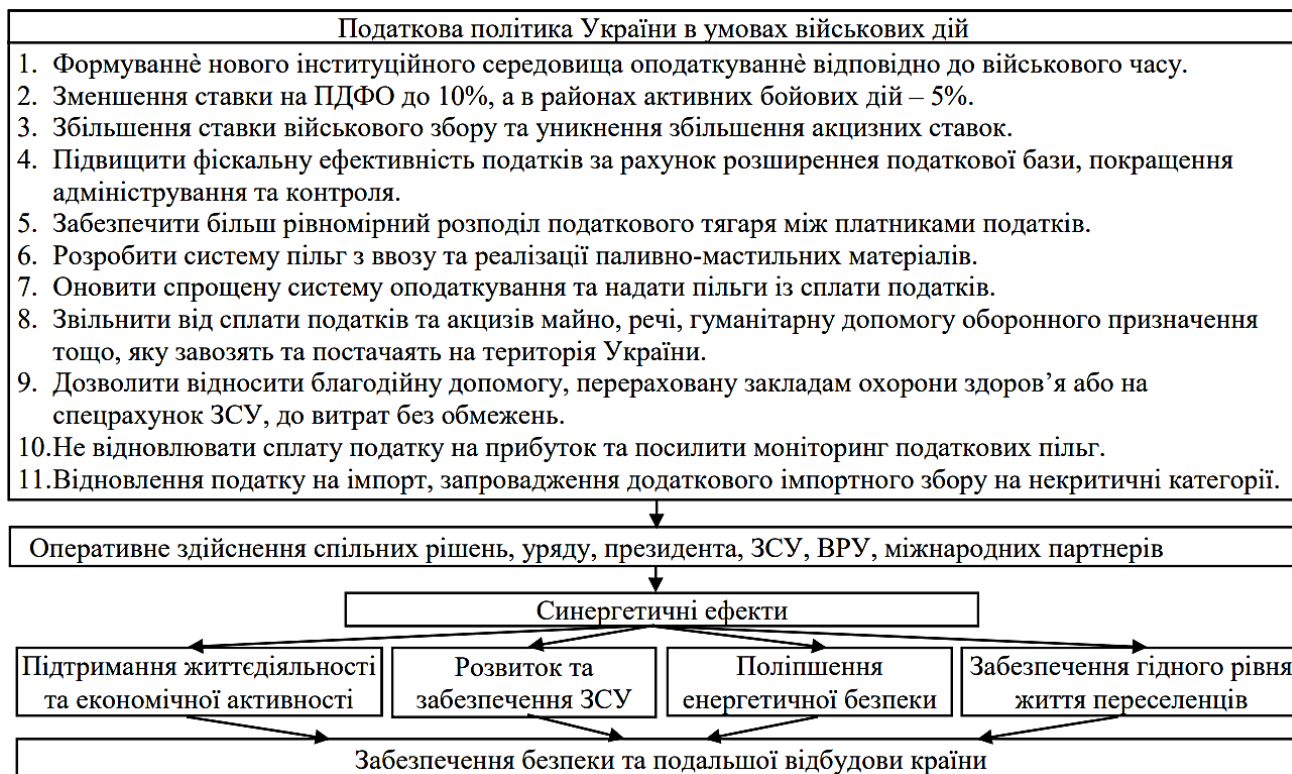 Податкова політика України в умовах військових дій
1. Формуваннѐ нового інституційного середовища оподаткуваннѐ відповідно до військового часу.
2. Зменшення ставки на ПДФО до 10%, а в районах активних бойових дій – 5%.
3. Збільшення ставки військового збору та уникнення збільшення акцизних ставок.
4. Підвищити фіскальну ефективність податків за рахунок розширеннея податкової бази, покращення
адміністрування та контроля.
5. Забезпечити більш рівномірний розподіл податкового тягаря між платниками податків.
6. Розробити систему пільг з ввозу та реалізації паливно-мастильних матеріалів.
7. Оновити спрощену систему оподаткування та надати пільги із сплати податків.
8. Звільнити від сплати податків та акцизів майно, речі, гуманітарну допомогу оборонного призначення
тощо, яку завозять та постачаять на територія України.
9. Дозволити відносити благодійну допомогу, перераховану закладам охорони здоров’я або на
спецрахунок ЗСУ, до витрат без обмежень.
10.Не відновлювати сплату податку на прибуток та посилити моніторинг податкових пільг.
11.Відновлення податку на імпорт, запровадження додаткового імпортного збору на некритичні категорії.
Оперативне здійснення спільних рішень, уряду, президента, ЗСУ, ВРУ, міжнародних партнерів
Синергетичні ефекти
Підтримання життєдіяльності
та економічної активності
Розвиток та
забезпечення ЗСУ
Поліпшення
енергетичної безпеки
Забезпечення гідного рівня
життя переселенців
Забезпечення безпеки та подальшої відбудови країни